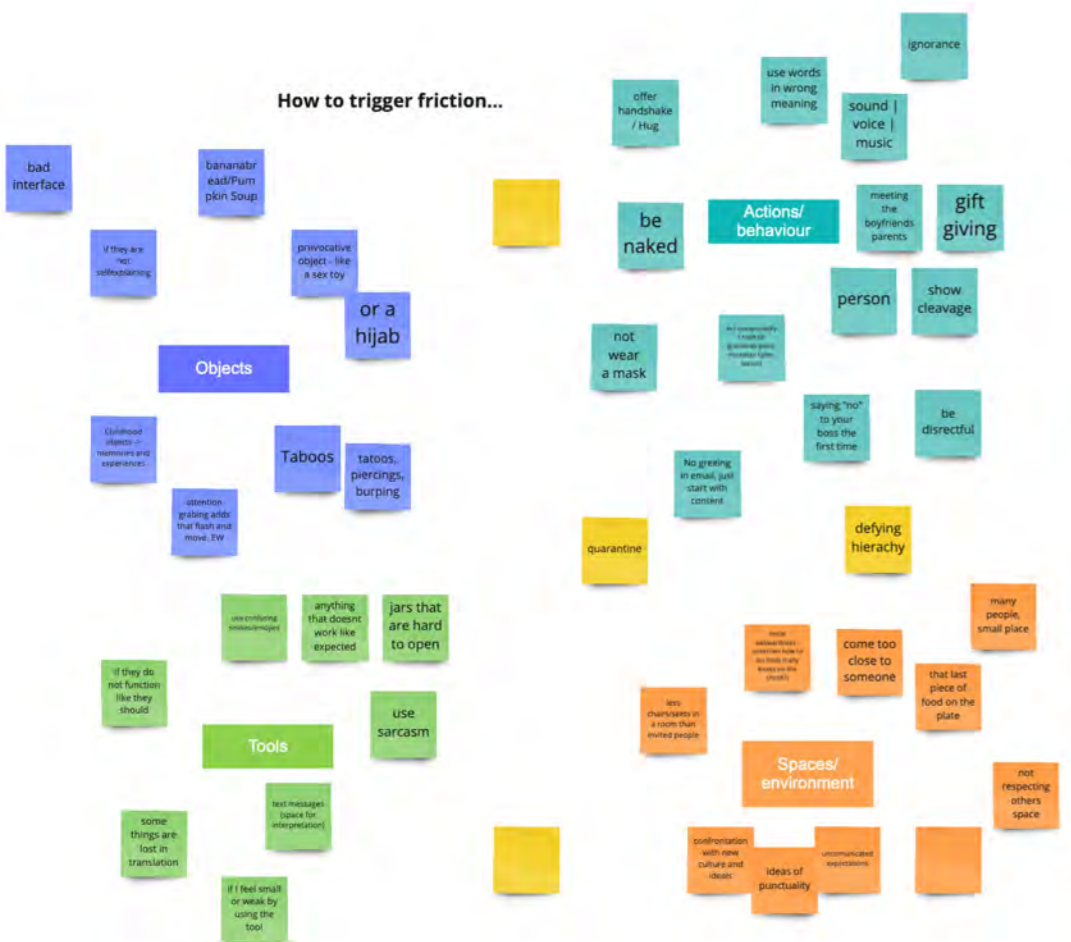 How to trigger friction...
bad
interface
bananabr
ead/Pum
pkin Soup
if they are
not
selfexplaining
privocative
object - like
a sex toy
or a
hijab
Objects
Childhood
objects ->
memories and
experiences
Taboos
tatoos,
piercings,
burping
attention
grabing adds
that flash and
move. EW
ignorance
use words
in wrong
meaning
offer
handshake
/ Hug
sound |
voice |
music
be
naked
Actions/
behaviour
meeting
the
boyfriends
parents
gift
giving
person
show
cleavage
not
wear
a mask
saying "no"
to your
boss the
first time
be
disrectful
No greeting
in email, just
start with
content
quarantine
defying
hierachy
use confusing
anything
that doesnt
work like
expected
jars that
are hard
to open
if they do
not function
like they
should
use
sarcasm
Tools
text messages
(space for
interpretation)
some
things are
lost in
translation
if I feel small
or weak by
using the
tool
many
people,
small place
come too
close to
someone
that last
piece of
food on the
plate
less
chairs/seats in
a room than
invited people
Spaces/
environment
not
respecting
others
space
confrontation
with new
culture and
ideas
ideas of
punctuality